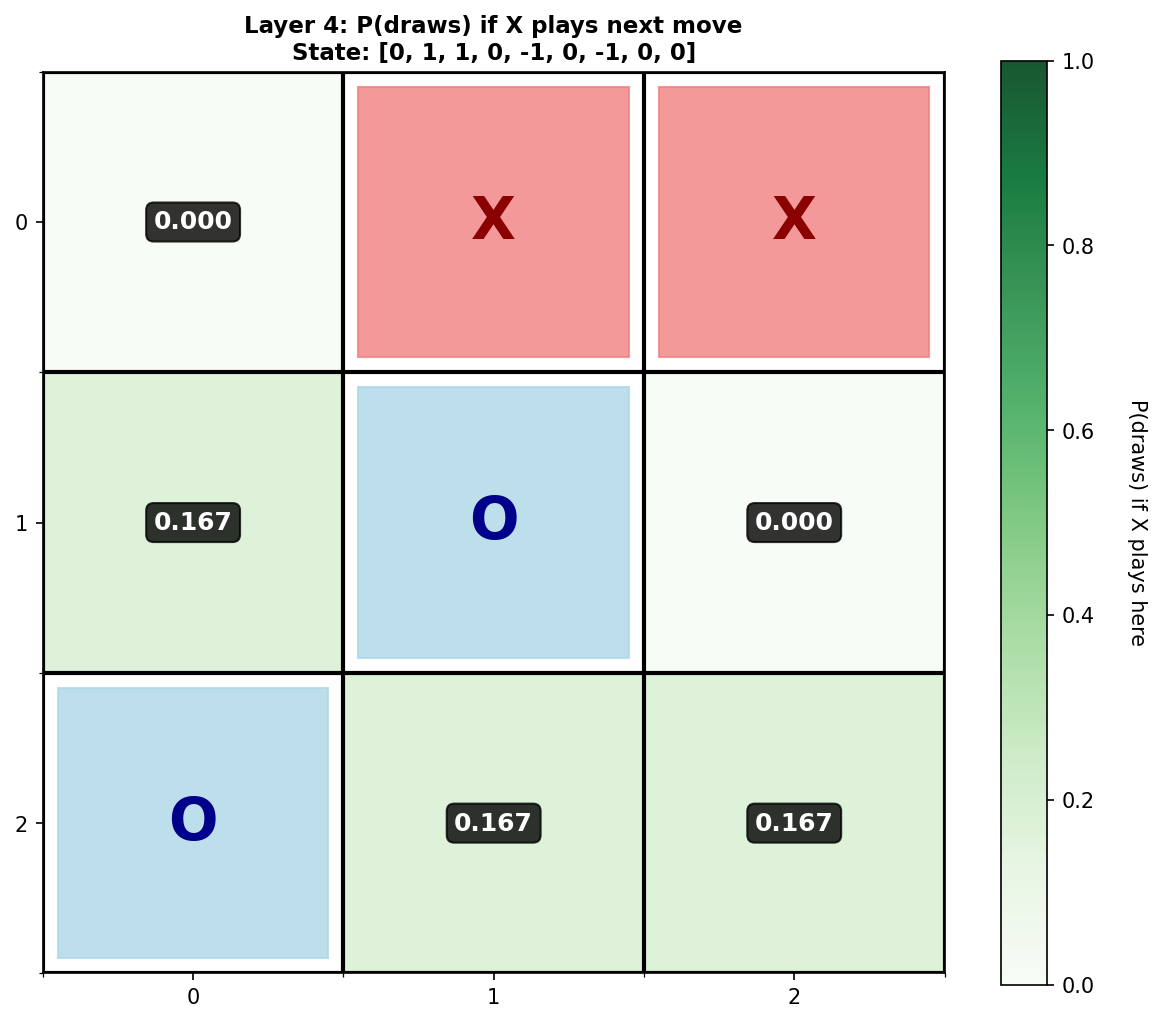 Layer 4: P(draws) if X plays next move
State: [0, 1, 1, 0, -1, 0, -1, 0, 0]
0
0.000
X
X
1
0.167
O
0.000
2
O
0.167
0.167
0
1
2
1.0
0.8
0.6
0.4
0.2
0.0
P(draws) if X plays here